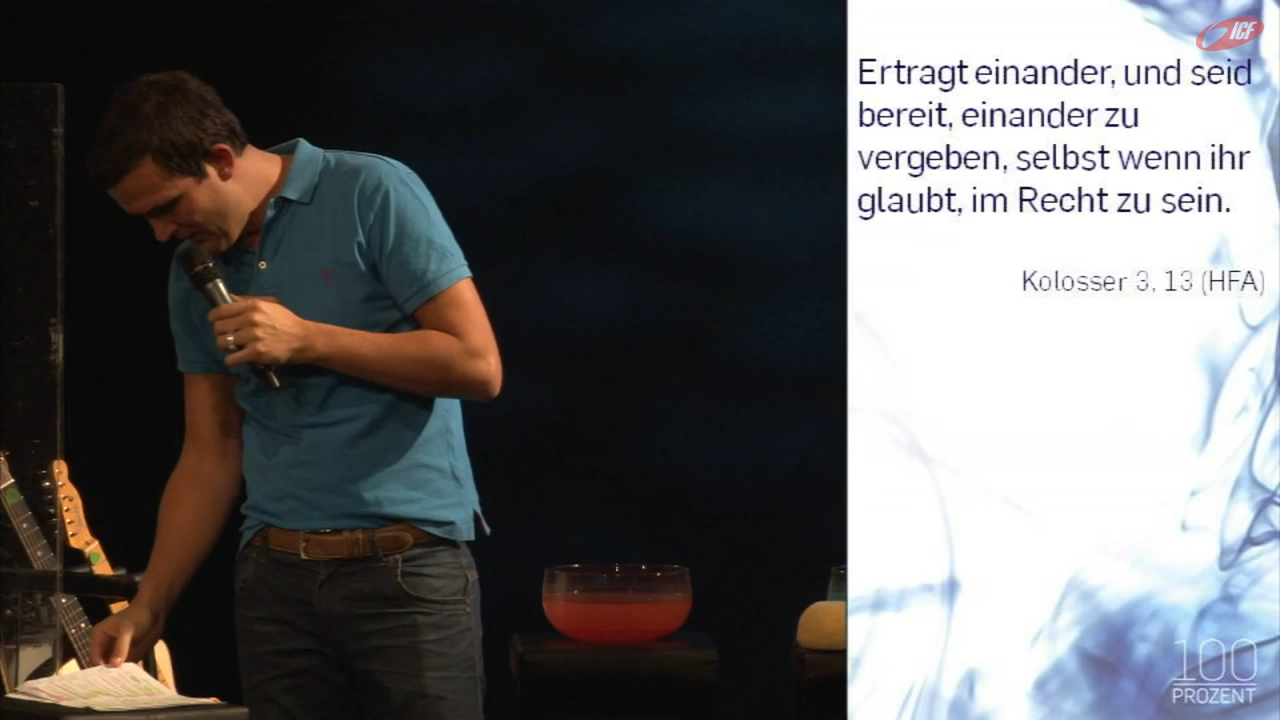 ICF
Ertragt einander, und seid
bereit, einander zu
vergeben, selbst wenn ihr
glaubt, im Recht zu sein.
Kolosser 3, 13 (HFA)
100
PROZENT